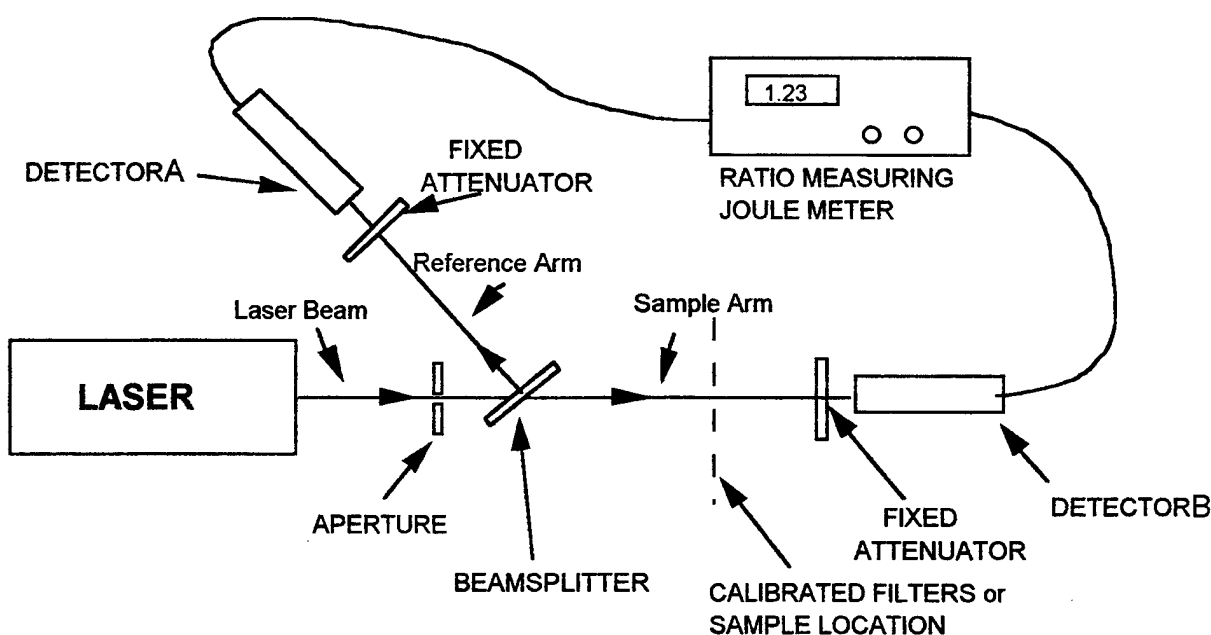 1.23
DETECTORA
FIXED
ATTENUATOR
RATIO MEASURING
JOULE METER
Reference Arm
Laser Beam
Sample Arm
LASER
APERTURE
BEAMSPLITTER
FIXED
ATTENUATOR
DETECTORB
CALIBRATED FILTERS or
SAMPLE LOCATION